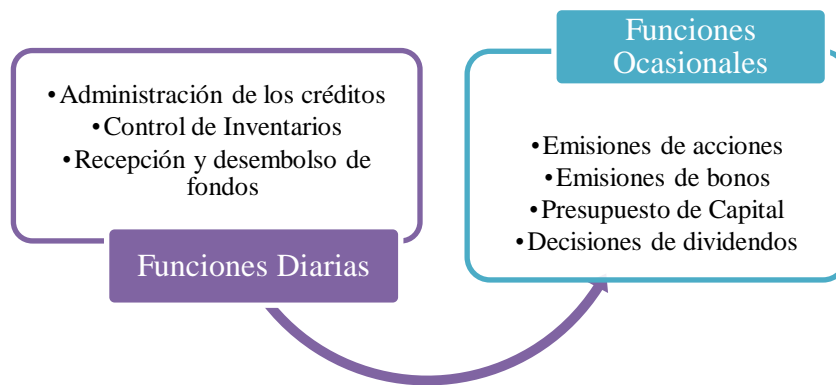 •Administración de los créditos
•Control de Inventarios
•Recepción y desembolso de
fondos
Funciones Diarias
Funciones
Ocasionales
•Emisiones de acciones
•Emisiones de bonos
•Presupuesto de Capital
•Decisiones de dividendos